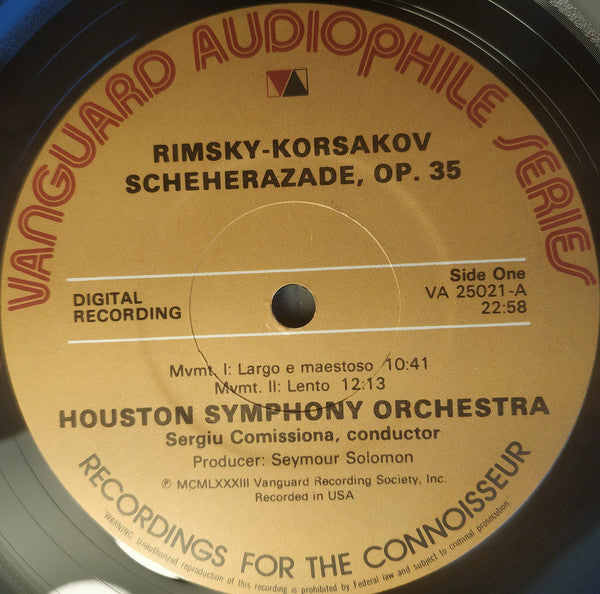 VANGUARD AUDIOPHILE SERIES
RIMSKY-KORSAKOV
SCHEHERAZADE, OP. 35
DIGITAL
RECORDING
Side One
VA 25021-A
22:58
Mvmt. I: Largo e maestoso 10:41
Mvmt. II: Lento 12:13
HOUSTON SYMPHONY ORCHESTRA
Sergiu Comissiona, conductor
Producer: Seymour Solomon
℗ MCMLXXXIII Vanguard Recording Society, Inc.
Recorded in USA
RECORDINGS FOR THE CONNOISSEUR
"WARNING: Unauthorized reproduction of this recording is prohibited by Federal law and subject to criminal prosecution."